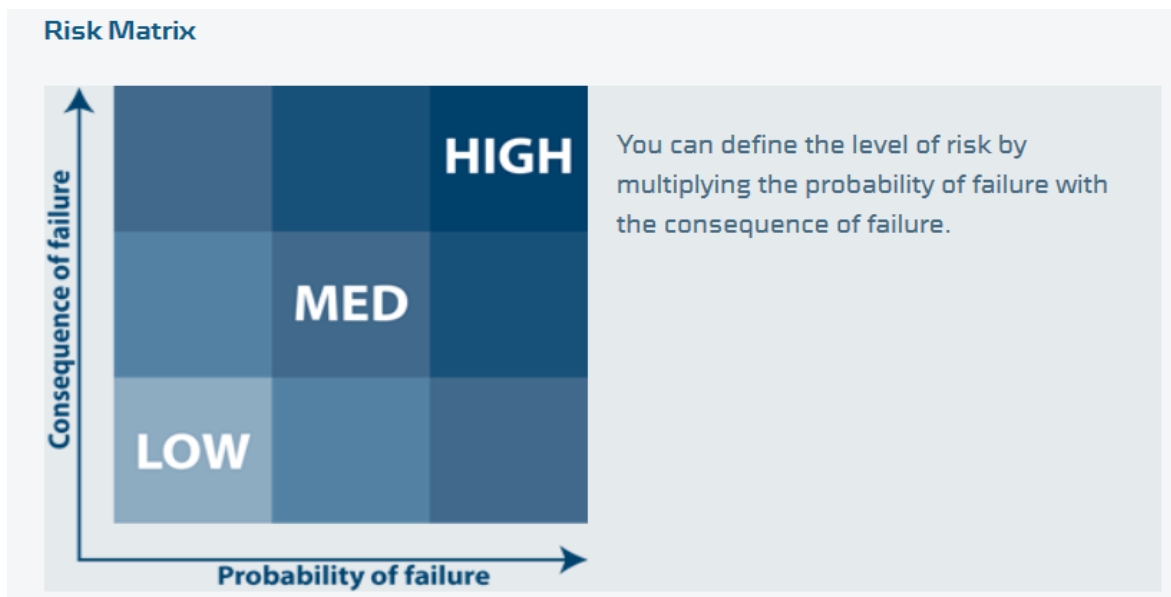 Risk Matrix
Consequence of failure
HIGH
MED
LOW
Probability of failure
You can define the level of risk by
multiplying the probability of failure with
the consequence of failure.